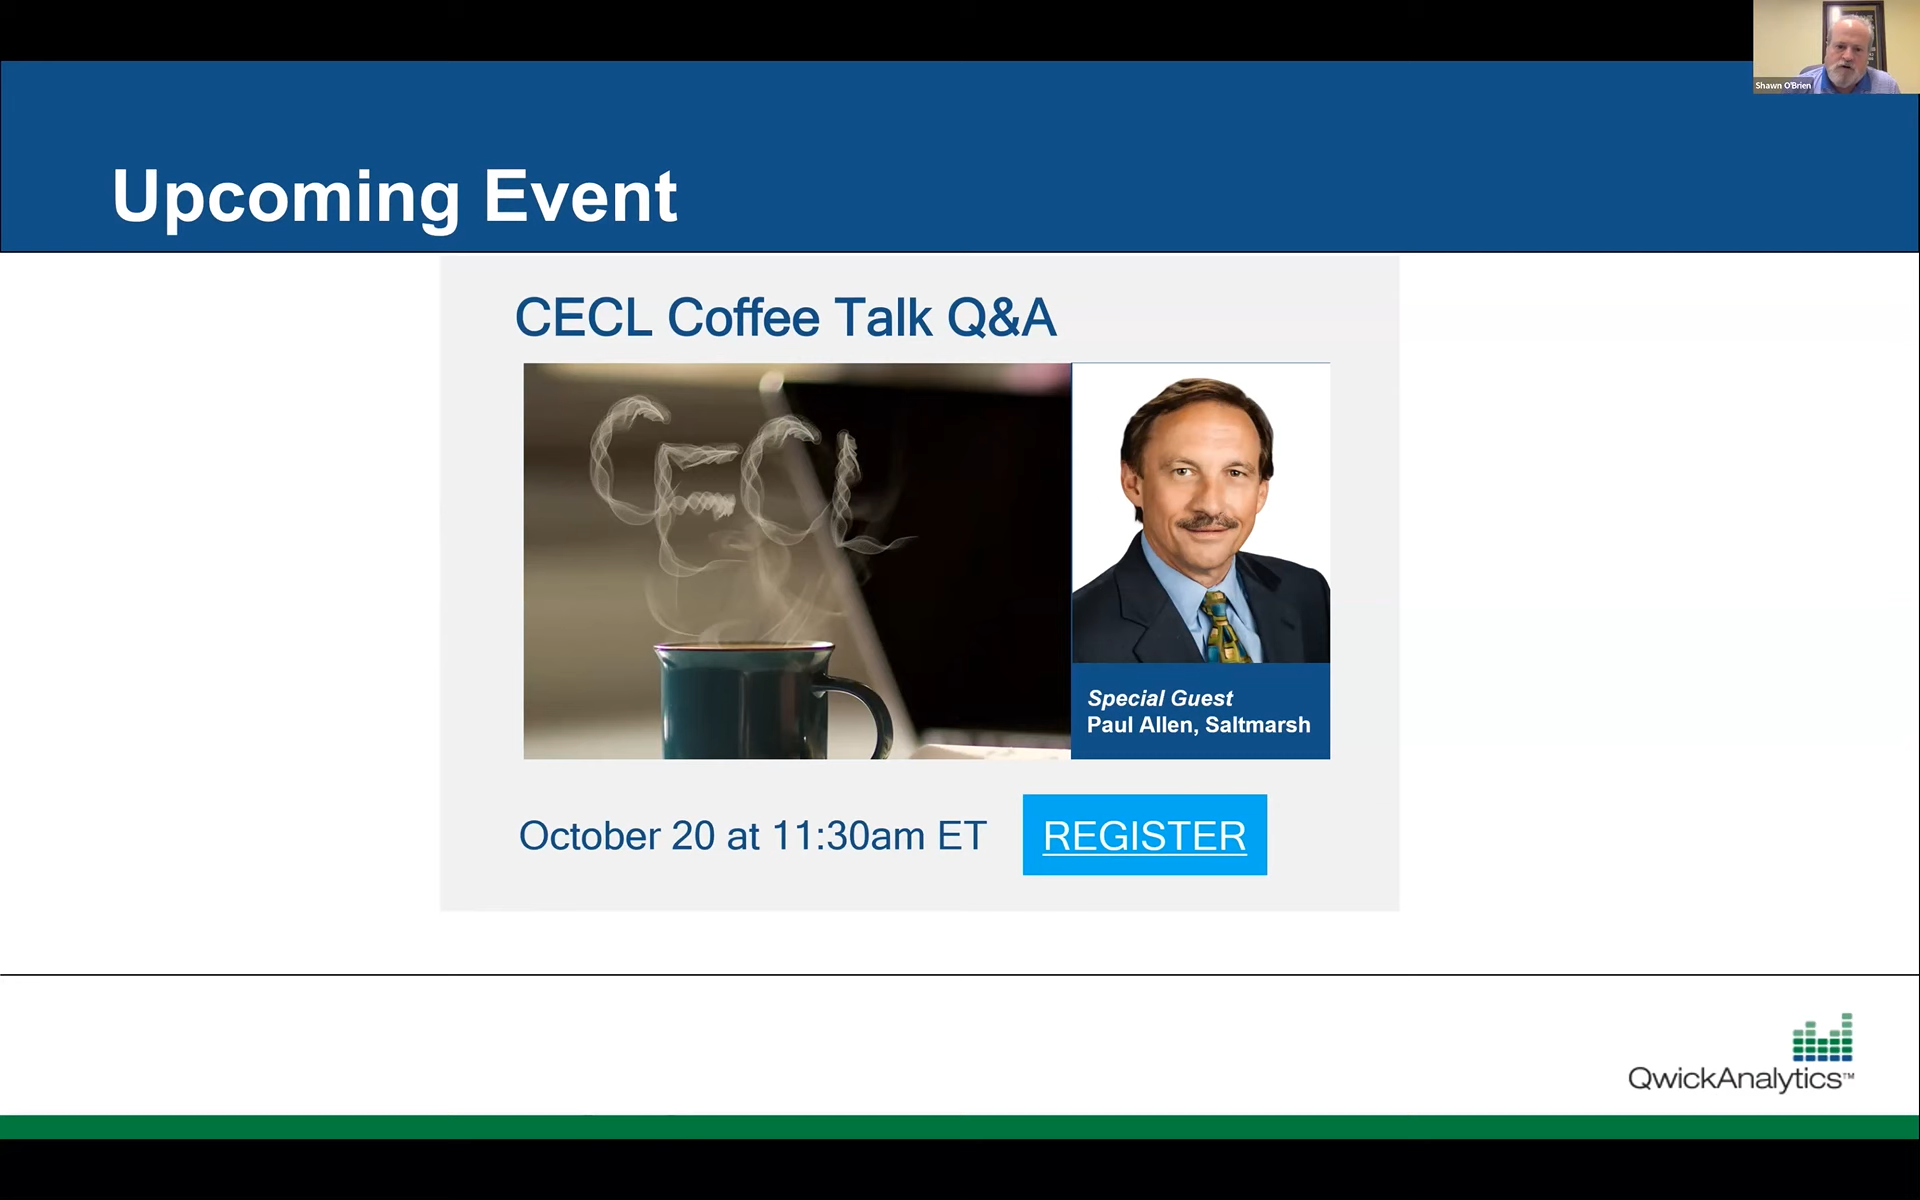 Shawn O'Brien
Upcoming Event
CECL Coffee Talk Q&A
CECL
Special Guest
Paul Allen, Saltmarsh
October 20 at 11:30am ET
REGISTER
QwickAnalytics™